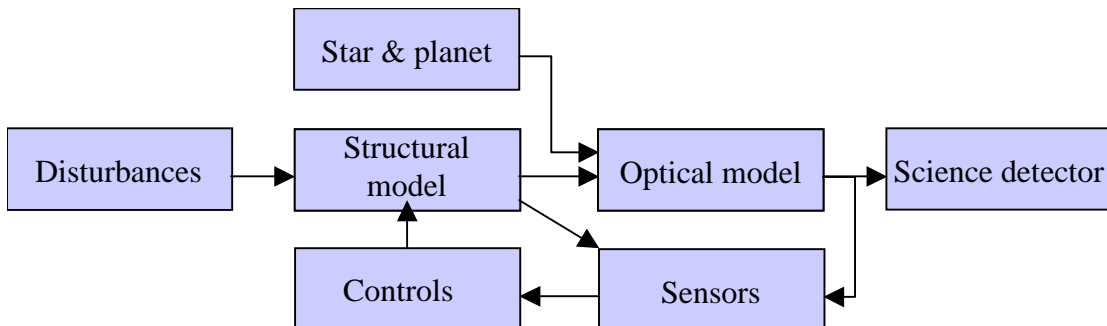 Star & planet
Disturbances
Structural
model
Optical model
Science detector
Controls
Sensors